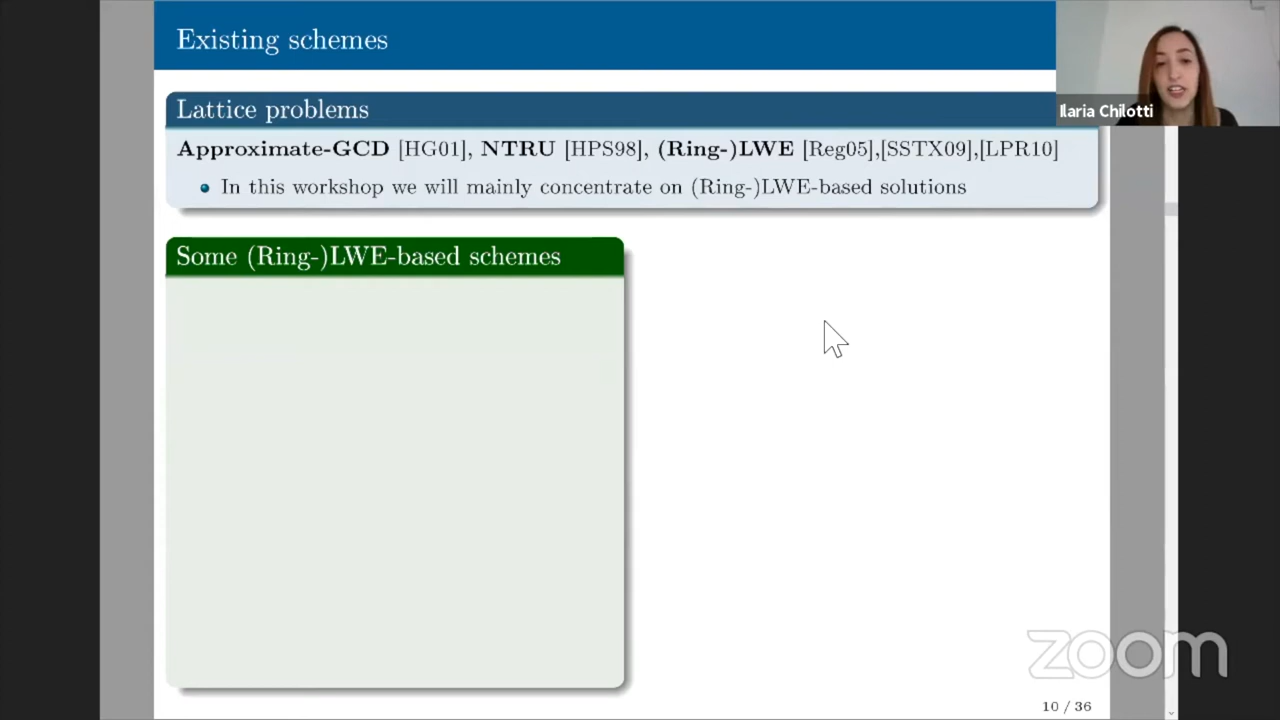 Existing schemes
Ilaria Chilotti
Lattice problems
Approximate-GCD [HG01], NTRU [HPS98], (Ring-)LWE [Reg05],[SSTX09],[LPR10]
In this workshop we will mainly concentrate on (Ring-)LWE-based solutions
Some (Ring-)LWE-based schemes
zoom
10 / 36